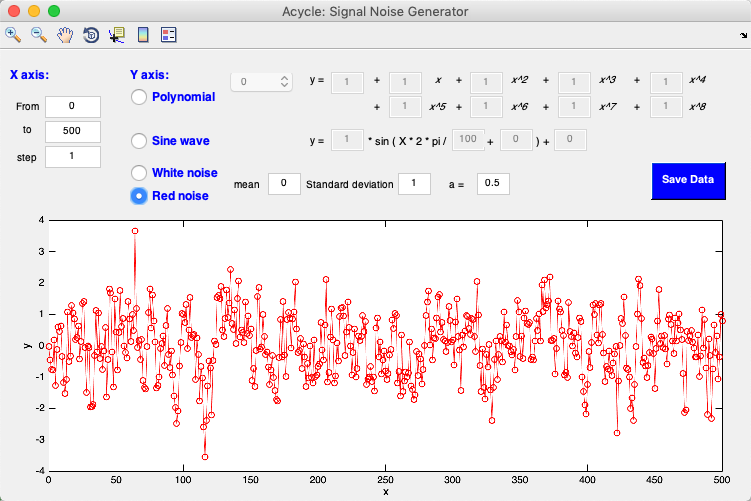 Acycle: Signal Noise Generator
X axis:
From 0
to 500
step 1
Y axis:
Polynomial 0 y = 1 + 1 x + 1 x^2 + 1 x^3 + 1 x^4
+ 1 x^5 + 1 x^6 + 1 x^7 + 1 x^8
Sine wave y = 1 * sin ( X * 2 * pi / 100 + 0 ) + 0
White noise
Red noise mean 0 Standard deviation 1 a = 0.5
Save Data
4
3
2
1
0
-1
-2
-3
-4
y
0 50 100 150 200 250 300 350 400 450 500
x